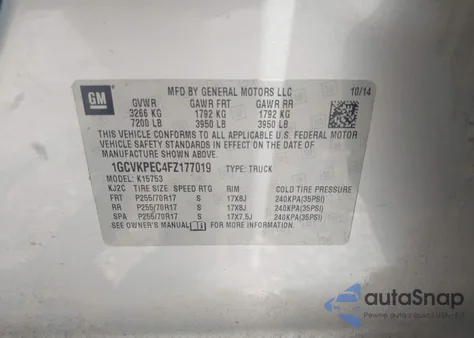 GM
MFD BY GENERAL MOTORS LLC 10/14
GVWR GAWR FRT GAWR RR
3266 KG 1792 KG 1792 KG
7200 LB 3950 LB 3950 LB
THIS VEHICLE CONFORMS TO ALL APPLICABLE U.S. FEDERAL MOTOR
VEHICLE SAFETY STANDARDS IN EFFECT ON THE DATE OF
MANUFACTURE SHOWN ABOVE.
1GCVKPEC4FZ177019 TYPE: TRUCK
MODEL: K15753
KJ2C TIRE SIZE SPEED RTG RIM COLD TIRE PRESSURE
FRT P255/70R17 S 17X8J 240KPA(35PSI)
RR P255/70R17 S 17X8J 240KPA(35PSI)
SPA P255/70R17 S 17X7.5J 240KPA(35PSI)
SEE OWNER'S MANUAL FOR MORE INFORMATION.
autoSnap